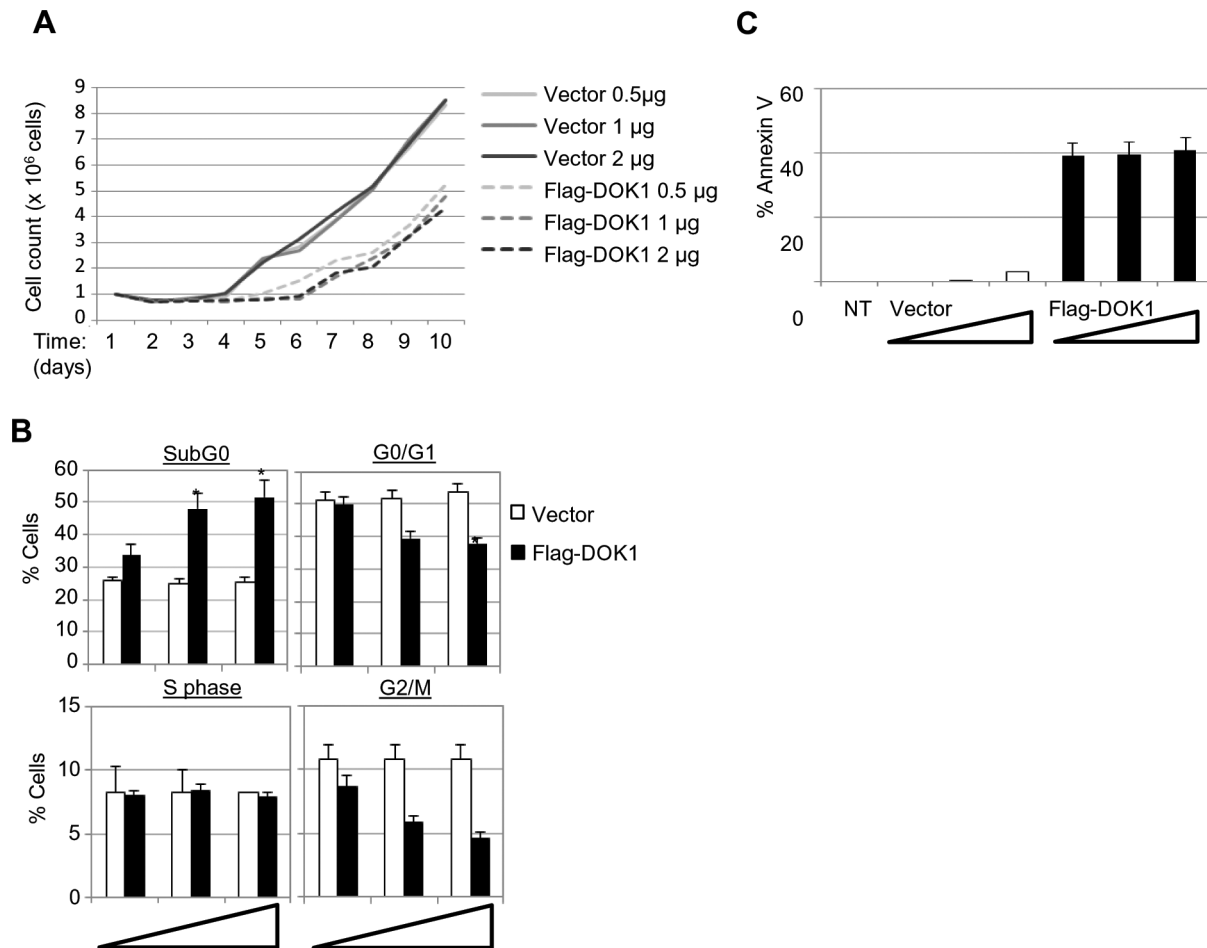 A
9
8
7
6
5
4
3
2
1
0
Cell count (x 10⁶ cells)
Time: 1 2 3 4 5 6 7 8 9 10
(days)
Vector 0.5µg
Vector 1 µg
Vector 2 µg
Flag-DOK1 0.5 µg
Flag-DOK1 1 µg
Flag-DOK1 2 µg
C
60
40
20
0
% Annexin V
NT Vector Flag-DOK1
B
SubG0 G0/G1
60
50
40
30
20
10
0
% Cells
* *
*
Vector
Flag-DOK1
S phase G2/M
15
10
5
0
% Cells